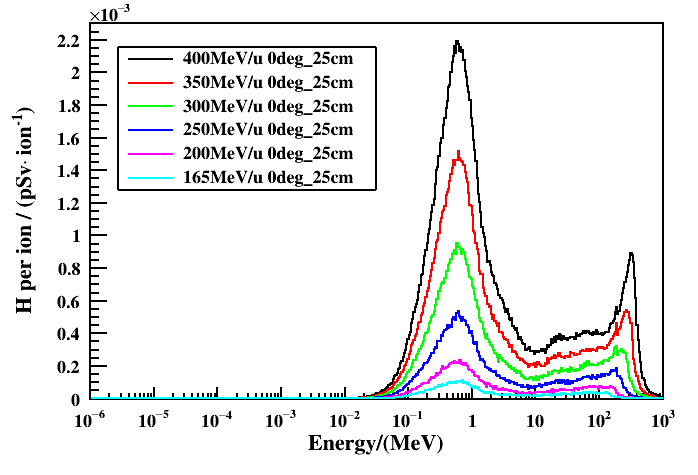 ×10⁻³
H per ion / (pSv· ion⁻¹)
2.2
2
1.8
1.6
1.4
1.2
1
0.8
0.6
0.4
0.2
0
400MeV/u 0deg_25cm
350MeV/u 0deg_25cm
300MeV/u 0deg_25cm
250MeV/u 0deg_25cm
200MeV/u 0deg_25cm
165MeV/u 0deg_25cm
10⁻⁶ 10⁻⁵ 10⁻⁴ 10⁻³ 10⁻² 10⁻¹ 1 10 10² 10³
Energy/(MeV)